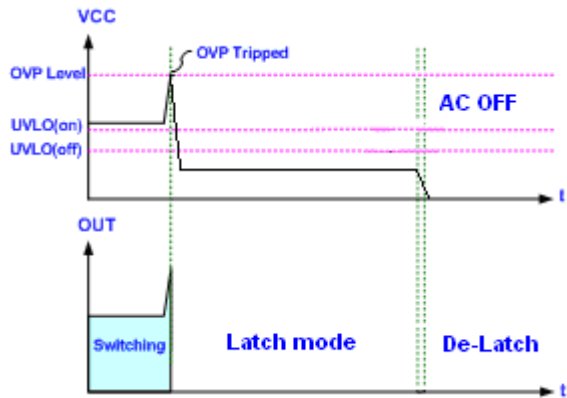 VCC
OVP Tripped
OVP Level
AC OFF
UVLO(on)
UVLO(off)
t
OUT
Switching
Latch mode
De-Latch
t